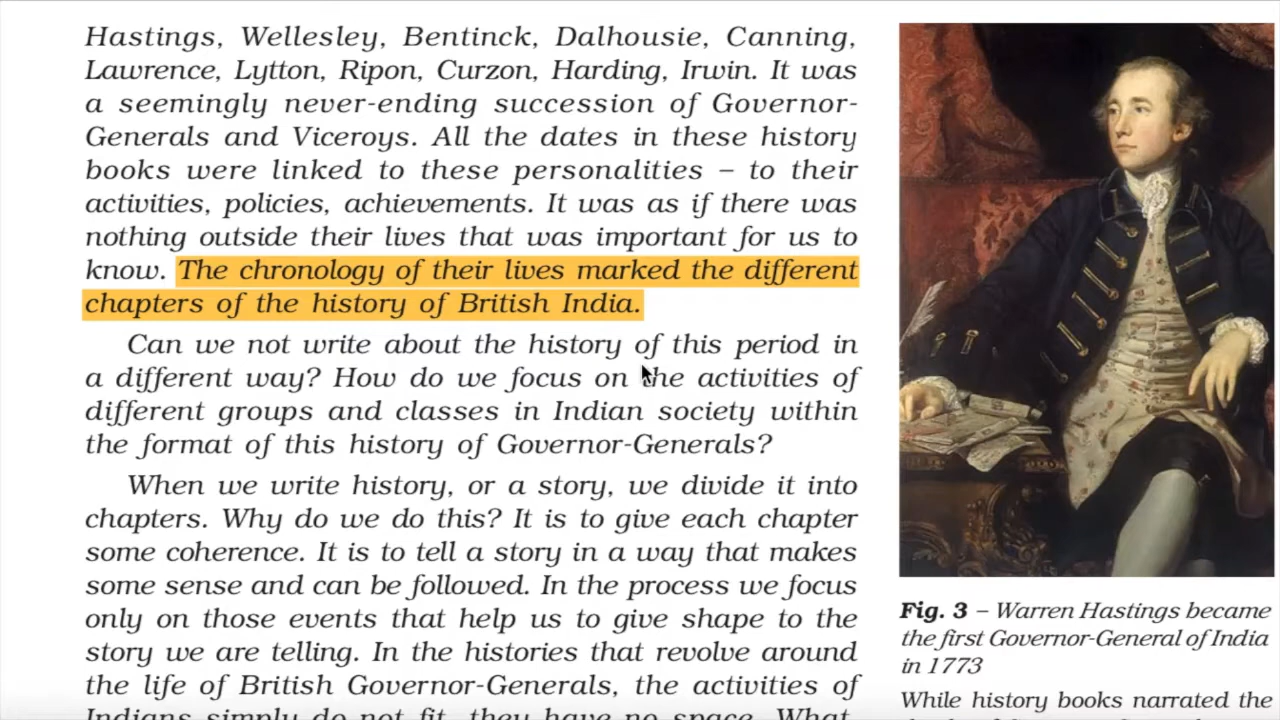 Hastings, Wellesley, Bentinck, Dalhousie, Canning,
Lawrence, Lytton, Ripon, Curzon, Harding, Irwin. It was
a seemingly never-ending succession of Governor-
Generals and Viceroys. All the dates in these history
books were linked to these personalities – to their
activities, policies, achievements. It was as if there was
nothing outside their lives that was important for us to
know. The chronology of their lives marked the different
chapters of the history of British India.
Can we not write about the history of this period in
a different way? How do we focus on the activities of
different groups and classes in Indian society within
the format of this history of Governor-Generals?
When we write history, or a story, we divide it into
chapters. Why do we do this? It is to give each chapter
some coherence. It is to tell a story in a way that makes
some sense and can be followed. In the process we focus
only on those events that help us to give shape to the
story we are telling. In the histories that revolve around
the life of British Governor-Generals, the activities of
Indians simply do not fit, they have no space. What
Fig. 3 – Warren Hastings became
the first Governor-General of India
in 1773
While history books narrated the